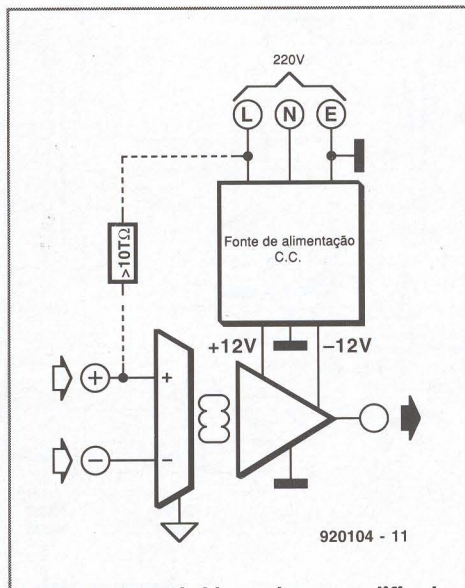 220V
L N E
>10TΩ
Fonte de alimentação
C.C.
+12V
−12V
+
+
−
−
920104 - 11